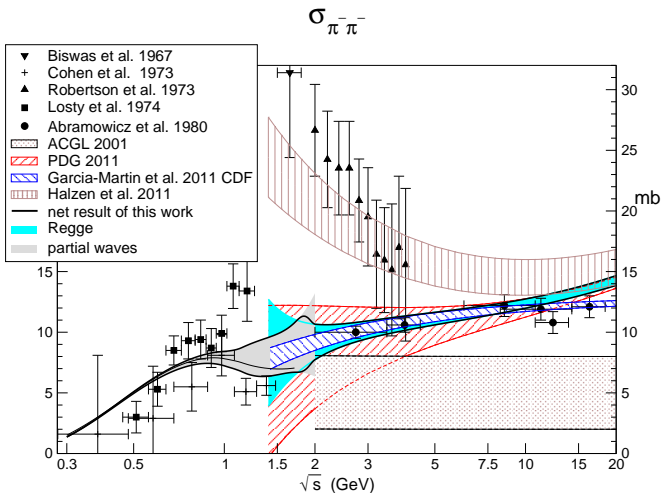 σπ⁻π⁻
Biswas et al. 1967
Cohen et al. 1973
Robertson et al. 1973
Losty et al. 1974
Abramowicz et al. 1980
ACGL 2001
PDG 2011
Garcia-Martin et al. 2011 CDF
Halzen et al. 2011
net result of this work
Regge
partial waves
30
25
mb
20
15
15
10
10
5
5
0
0
0.3 0.5 1 1.5 2 3 5 7.5 10 15 20
√s (GeV)